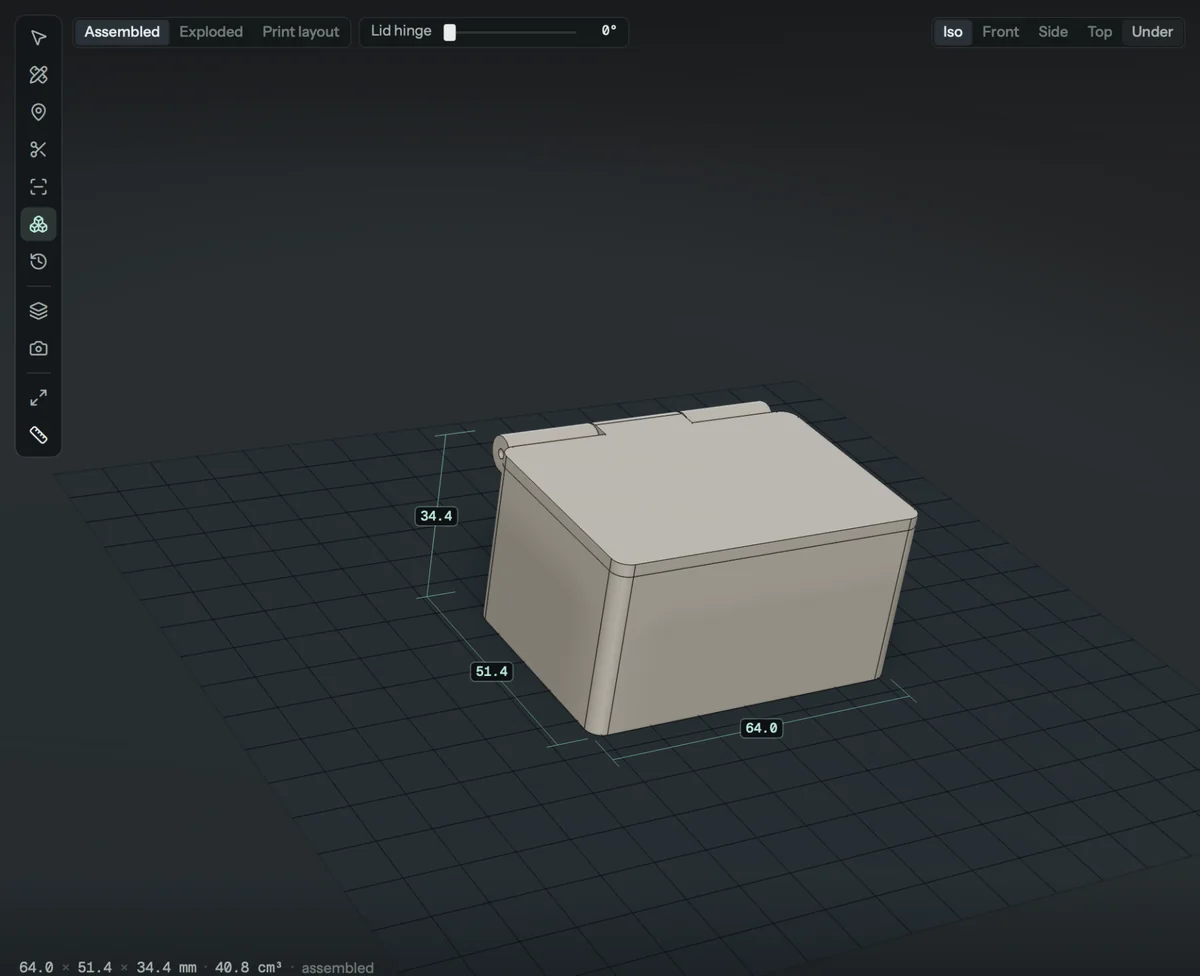 Assembled Exploded Print layout Lid hinge 0° Iso Front Side Top Under
34.4
51.4
64.0
64.0 × 51.4 × 34.4 mm · 40.8 cm³ · assembled